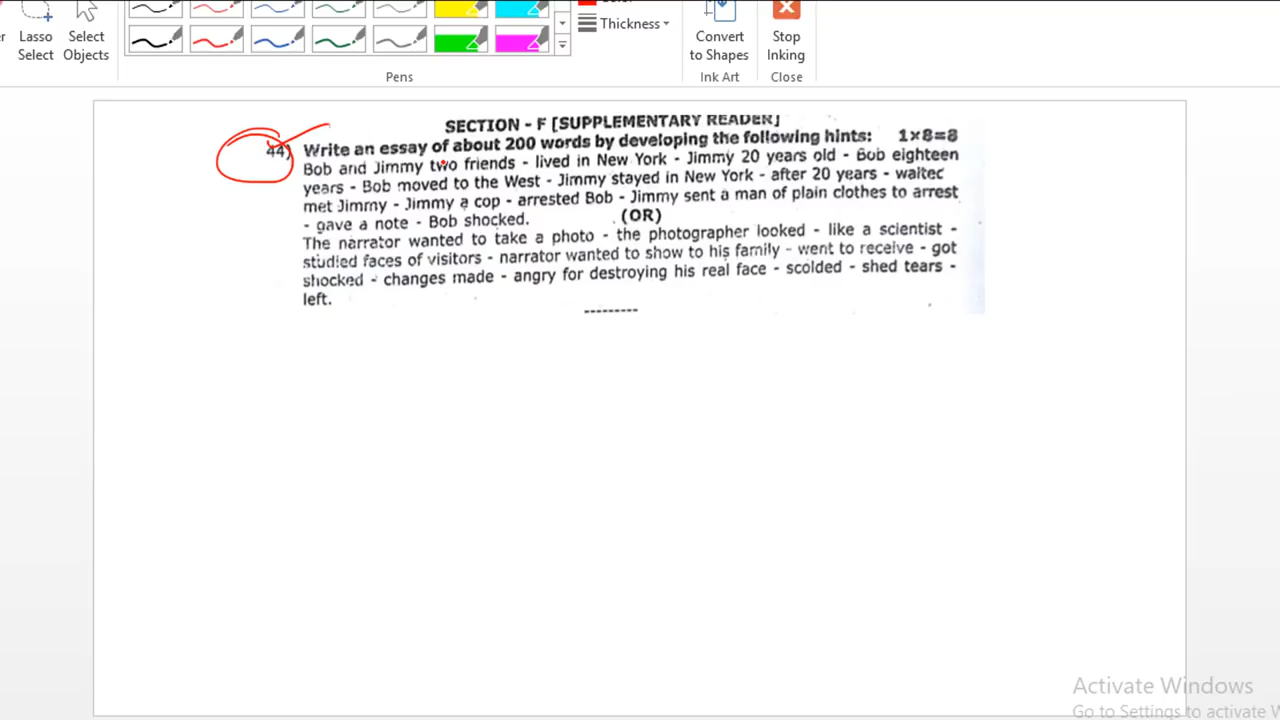 Lasso
Select
Select
Objects
Thickness
Convert
to Shapes
Stop
Inking
Pens
Ink Art
Close
SECTION - F [SUPPLEMENTARY READER]
44) Write an essay of about 200 words by developing the following hints: 1×8=8
Bob and Jimmy two friends - lived in New York - Jimmy 20 years old - Bob eighteen
years - Bob moved to the West - Jimmy stayed in New York - after 20 years - waited
met Jimmy - Jimmy a cop - arrested Bob - Jimmy sent a man of plain clothes to arrest
- gave a note - Bob shocked. (OR)
The narrator wanted to take a photo - the photographer looked - like a scientist -
studied faces of visitors - narrator wanted to show to his family - went to receive - got
shocked - changes made - angry for destroying his real face - scolded - shed tears -
left.
---------
Activate Windows
Go to Settings to activate W